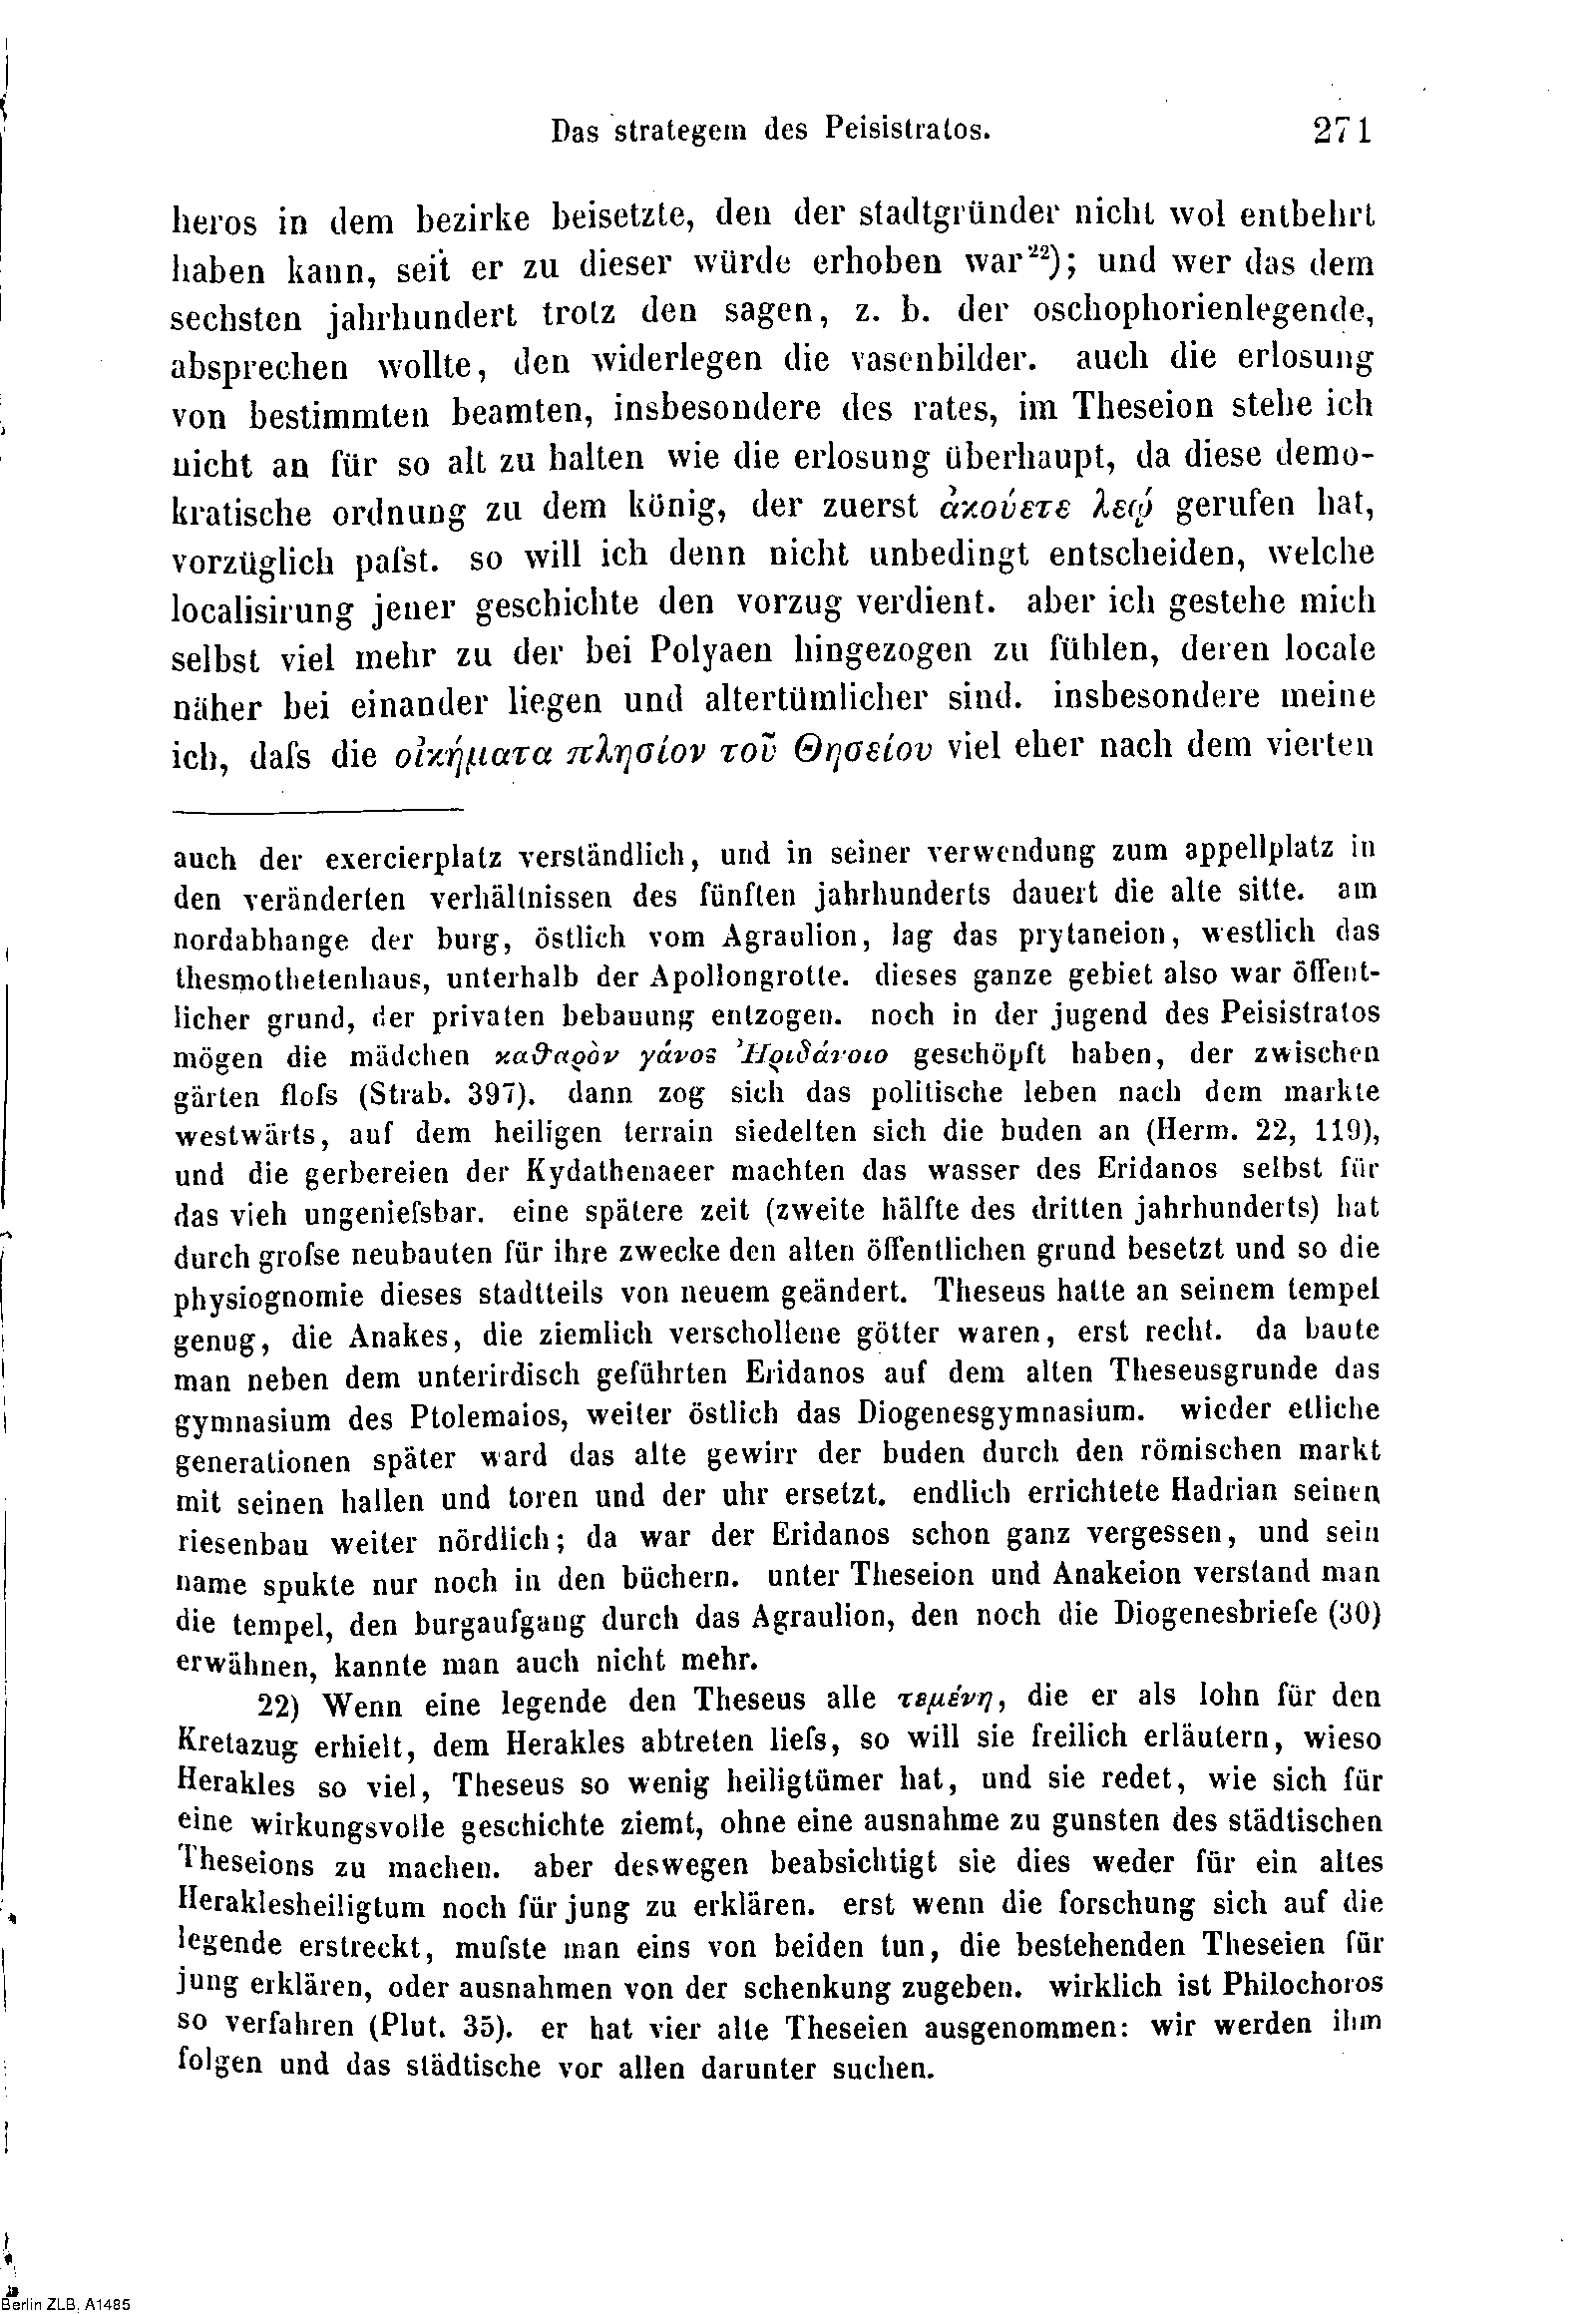 Das strategem des Peisistratos. 271
heros in dem bezirke beisetzte, den der stadtgründer nicht wol entbehrt
haben kann, seit er zu dieser würde erhoben war²²); und wer das dem
sechsten jahrhundert trotz den sagen, z. b. der oschophorienlegende,
absprechen wollte, den widerlegen die vasenbilder. auch die erlosung
von bestimmten beamten, insbesondere des rates, im Theseion stehe ich
nicht an für so alt zu halten wie die erlosung überhaupt, da diese demo-
kratische ordnung zu dem könig, der zuerst ἀκούετε λεῴ gerufen hat,
vorzüglich paſst. so will ich denn nicht unbedingt entscheiden, welche
localisirung jener geschichte den vorzug verdient. aber ich gestehe mich
selbst viel mehr zu der bei Polyaen hingezogen zu fühlen, deren locale
näher bei einander liegen und altertümlicher sind. insbesondere meine
ich, daſs die οἰκήματα πλησίον τοῦ Θησείου viel eher nach dem vierten
auch der exercierplatz verständlich, und in seiner verwendung zum appellplatz in
den veränderten verhältnissen des fünften jahrhunderts dauert die alte sitte. am
nordabhange der burg, östlich vom Agraulion, lag das prytaneion, westlich das
thesmothetenhaus, unterhalb der Apollongrotte. dieses ganze gebiet also war öffent-
licher grund, der privaten bebauung entzogen. noch in der jugend des Peisistratos
mögen die mädchen καθαρὸν γάνος Ἠριδάνοιο geschöpft haben, der zwischen
gärten floſs (Strab. 397). dann zog sich das politische leben nach dem markte
westwärts, auf dem heiligen terrain siedelten sich die buden an (Herm. 22, 119),
und die gerbereien der Kydathenaeer machten das wasser des Eridanos selbst für
das vieh ungenieſsbar. eine spätere zeit (zweite hälfte des dritten jahrhunderts) hat
durch groſse neubauten für ihre zwecke den alten öffentlichen grund besetzt und so die
physiognomie dieses stadtteils von neuem geändert. Theseus hatte an seinem tempel
genug, die Anakes, die ziemlich verschollene götter waren, erst recht. da baute
man neben dem unterirdisch geführten Eridanos auf dem alten Theseusgrunde das
gymnasium des Ptolemaios, weiter östlich das Diogenesgymnasium. wieder etliche
generationen später ward das alte gewirr der buden durch den römischen markt
mit seinen hallen und toren und der uhr ersetzt. endlich errichtete Hadrian seinen
riesenbau weiter nördlich; da war der Eridanos schon ganz vergessen, und sein
name spukte nur noch in den büchern. unter Theseion und Anakeion verstand man
die tempel, den burgaufgang durch das Agraulion, den noch die Diogenesbriefe (30)
erwähnen, kannte man auch nicht mehr.
22) Wenn eine legende den Theseus alle τεμένη, die er als lohn für den
Kretazug erhielt, dem Herakles abtreten lieſs, so will sie freilich erläutern, wieso
Herakles so viel, Theseus so wenig heiligtümer hat, und sie redet, wie sich für
eine wirkungsvolle geschichte ziemt, ohne eine ausnahme zu gunsten des städtischen
Theseions zu machen. aber deswegen beabsichtigt sie dies weder für ein altes
Heraklesheiligtum noch für jung zu erklären. erst wenn die forschung sich auf die
legende erstreckt, muſste man eins von beiden tun, die bestehenden Theseien für
jung erklären, oder ausnahmen von der schenkung zugeben. wirklich ist Philochoros
so verfahren (Plut. 35). er hat vier alte Theseien ausgenommen: wir werden ihm
folgen und das städtische vor allen darunter suchen.
Berlin ZLB, A1485